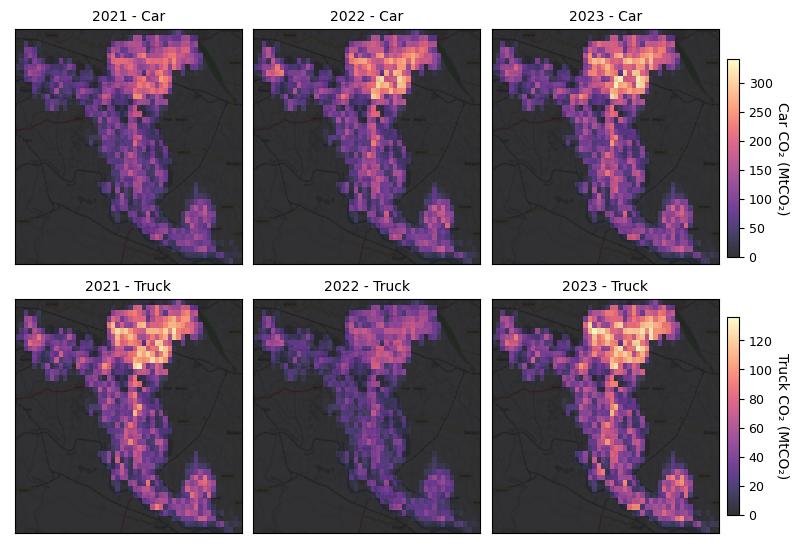 2021 - Car
2022 - Car
2023 - Car
300
250
200
150
100
50
0
Car CO₂ (MtCO₂)
2021 - Truck
2022 - Truck
2023 - Truck
120
100
80
60
40
20
0
Truck CO₂ (MtCO₂)